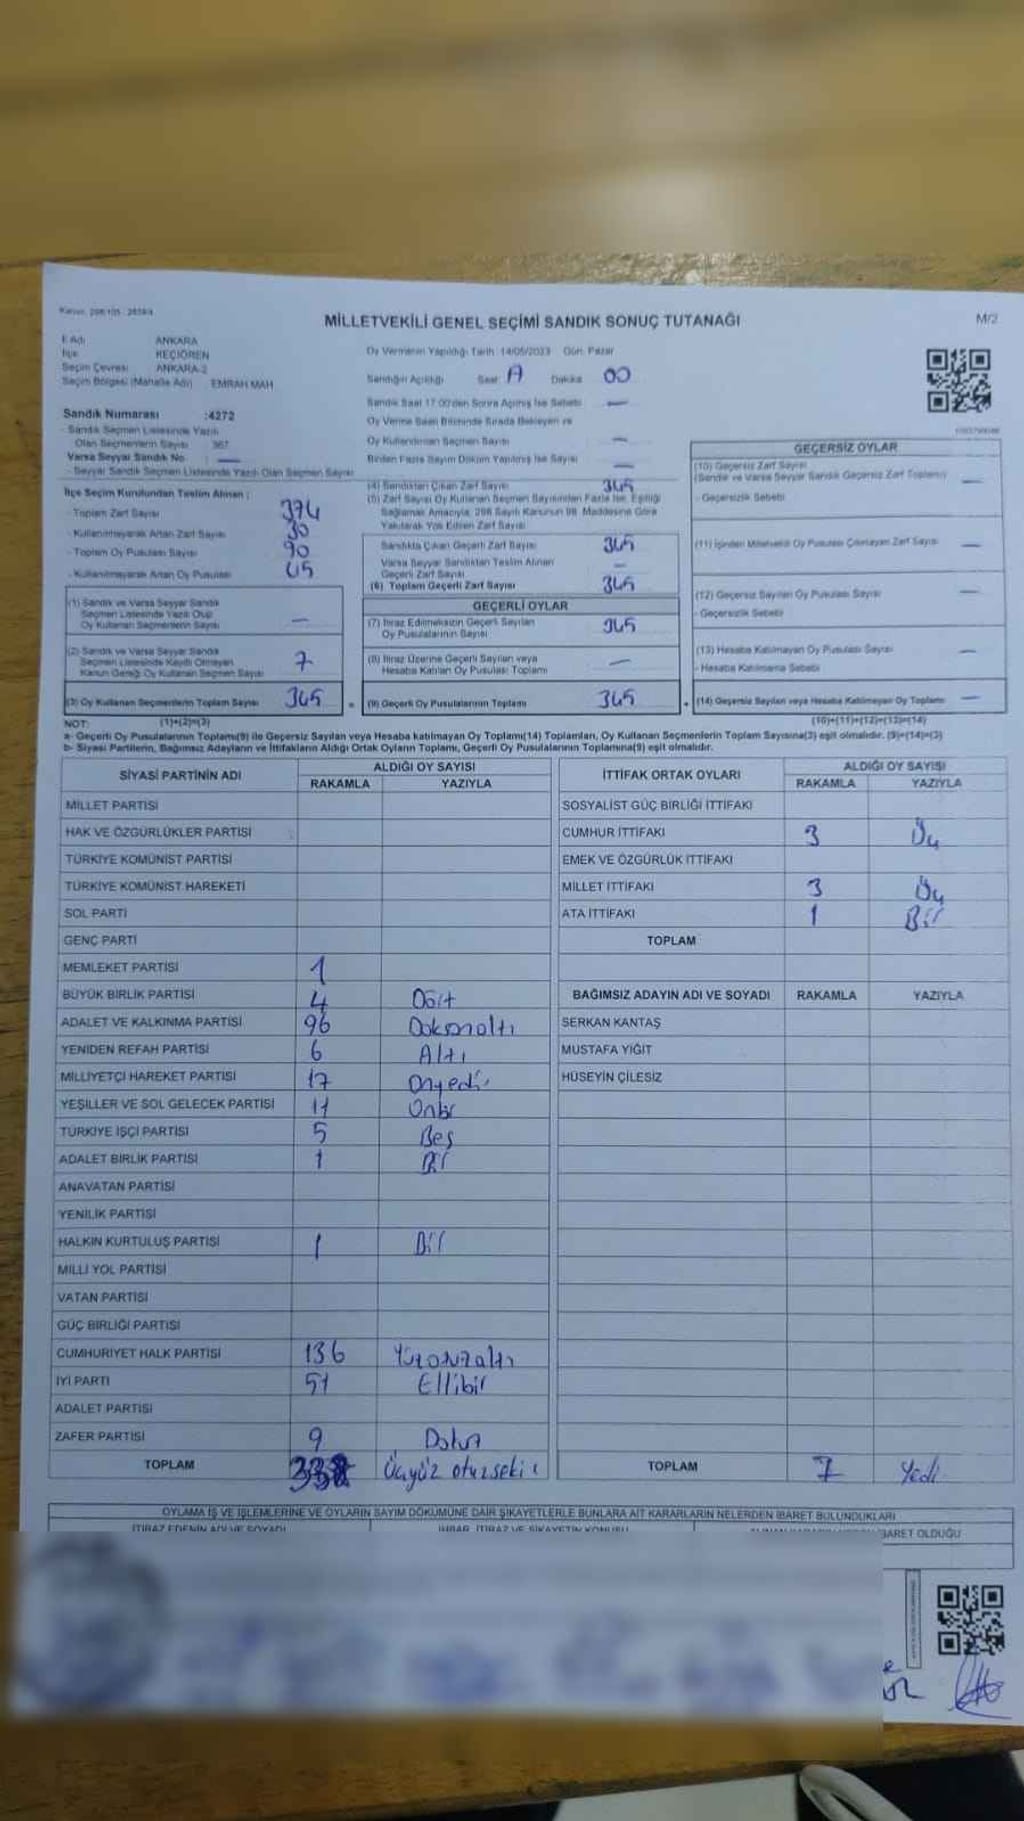 MİLLETVEKİLİ GENEL SEÇİMİ SANDIK SONUÇ TUTANAĞI
M/2
İl Adı ANKARA
İlçe KEÇİÖREN
Seçim Çevresi ANKARA-2
Seçim Bölgesi (Mahalle Adı) EMRAH MAH
Oy Vermenin Yapıldığı Tarih : 14/05/2023 Gün: Pazar
Sandığın Açıldığı Saat: Dakika 00
Sandık Saat 17:00'den Sonra Açılmış İse Sebebi —
Oy Verme Saati Bitiminde Sırada Bekleyen ve
Oy Kullandırılan Seçmen Sayısı —
Birden Fazla Sayım Döküm Yapılmış İse Sayısı —
Sandık Numarası :4272
- Sandık Seçmen Listesinde Yazılı
Olan Seçmenlerin Sayısı 367
Varsa Seyyar Sandık No —
- Seyyar Sandık Seçmen Listesinde Yazılı Olan Seçmen Sayısı
İlçe Seçim Kurulundan Teslim Alınan :
- Toplam Zarf Sayısı
- Kullanılmayarak Artan Zarf Sayısı
- Toplam Oy Pusulası Sayısı
- Kullanılmayarak Artan Oy Pusulası
(1) Sandık ve Varsa Seyyar Sandık
Seçmen Listesinde Yazılı Olup
Oy Kullanan Seçmenlerin Sayısı —
(2) Sandık ve Varsa Seyyar Sandık
Seçmen Listesinde Kayıtlı Olmayan
Kanun Gereği Oy Kullanan Seçmen Sayısı 7
(3) Oy Kullanan Seçmenlerin Toplam Sayısı 345
(4) Sandıktan Çıkan Zarf Sayısı 345
(5) Zarf Sayısı Oy Kullanan Seçmen Sayısından Fazla İse, Eşitliği
Sağlamak Amacıyla, 298 Sayılı Kanunun 98. Maddesine Göre
Yakılarak Yok Edilen Zarf Sayısı
Sandıkta Çıkan Geçerli Zarf Sayısı 345
Varsa Seyyar Sandıktan Teslim Alınan
Geçerli Zarf Sayısı —
(6) Toplam Geçerli Zarf Sayısı 345
GEÇERLİ OYLAR
(7) İtiraz Edilmeksizin Geçerli Sayılan
Oy Pusulalarının Sayısı 345
(8) İtiraz Üzerine Geçerli Sayılan veya
Hesaba Katılan Oy Pusulası Toplamı —
(9) Geçerli Oy Pusulalarının Toplamı 345
GEÇERSİZ OYLAR
(10) Geçersiz Zarf Sayısı
(Sandık ve Varsa Seyyar Sandık Geçersiz Zarf Toplamı) —
- Geçersizlik Sebebi
(11) İçinden Milletvekili Oy Pusulası Çıkmayan Zarf Sayısı —
(12) Geçersiz Sayılan Oy Pusulası Sayısı —
- Geçersizlik Sebebi
(13) Hesaba Katılmayan Oy Pusulası Sayısı —
- Hesaba Katılmama Sebebi
(14) Geçersiz Sayılan veya Hesaba Katılmayan Oy Toplamı —
NOT: (1)+(2)=(3) (10)+(11)+(12)+(13)=(14)
a- Geçerli Oy Pusulalarının Toplamı(9) ile Geçersiz Sayılan veya Hesaba katılmayan Oy Toplamı(14) Toplamları, Oy Kullanan Seçmenlerin Toplam Sayısına(3) eşit olmalıdır. (9)+(14)=(3)
b- Siyasi Partilerin, Bağımsız Adayların ve İttifakların Aldığı Ortak Oyların Toplamı, Geçerli Oy Pusulalarının Toplamına(9) eşit olmalıdır.
SİYASİ PARTİNİN ADI ALDIĞI OY SAYISI
RAKAMLA YAZIYLA
MİLLET PARTİSİ
HAK VE ÖZGÜRLÜKLER PARTİSİ
TÜRKİYE KOMÜNİST PARTİSİ
TÜRKİYE KOMÜNİST HAREKETİ
SOL PARTİ
GENÇ PARTİ
MEMLEKET PARTİSİ 1
BÜYÜK BİRLİK PARTİSİ 4 Dört
ADALET VE KALKINMA PARTİSİ 96 Doksanaltı
YENİDEN REFAH PARTİSİ 6 Altı
MİLLİYETÇİ HAREKET PARTİSİ 17 Onyedi
YEŞİLLER VE SOL GELECEK PARTİSİ 11 Onbir
TÜRKİYE İŞÇİ PARTİSİ 5 Beş
ADALET BİRLİK PARTİSİ 1 Bir
ANAVATAN PARTİSİ
YENİLİK PARTİSİ
HALKIN KURTULUŞ PARTİSİ 1 Bir
MİLLİ YOL PARTİSİ
VATAN PARTİSİ
GÜÇ BİRLİĞİ PARTİSİ
CUMHURİYET HALK PARTİSİ 136 Yüzotuzaltı
İYİ PARTİ 51 Ellibir
ADALET PARTİSİ
ZAFER PARTİSİ 9 Dokuz
TOPLAM 338 Üçyüz otuzsekiz
İTTİFAK ORTAK OYLARI ALDIĞI OY SAYISI
RAKAMLA YAZIYLA
SOSYALİST GÜÇ BİRLİĞİ İTTİFAKI
CUMHUR İTTİFAKI 3 Üç
EMEK VE ÖZGÜRLÜK İTTİFAKI
MİLLET İTTİFAKI 3 Üç
ATA İTTİFAKI 1 Bir
TOPLAM
BAĞIMSIZ ADAYIN ADI VE SOYADI RAKAMLA YAZIYLA
SERKAN KANTAŞ
MUSTAFA YİĞİT
HÜSEYİN ÇİLESİZ
TOPLAM 7 Yedi
OYLAMA İŞ VE İŞLEMLERİNE VE OYLARIN SAYIM DÖKÜMÜNE DAİR ŞİKAYETLERLE BUNLARA AİT KARARLARIN NELERDEN İBARET BULUNDUKLARI
İTİRAZ EDENİN ADI VE SOYADI İHBAR, İTİRAZ VE ŞİKAYETİN KONUSU